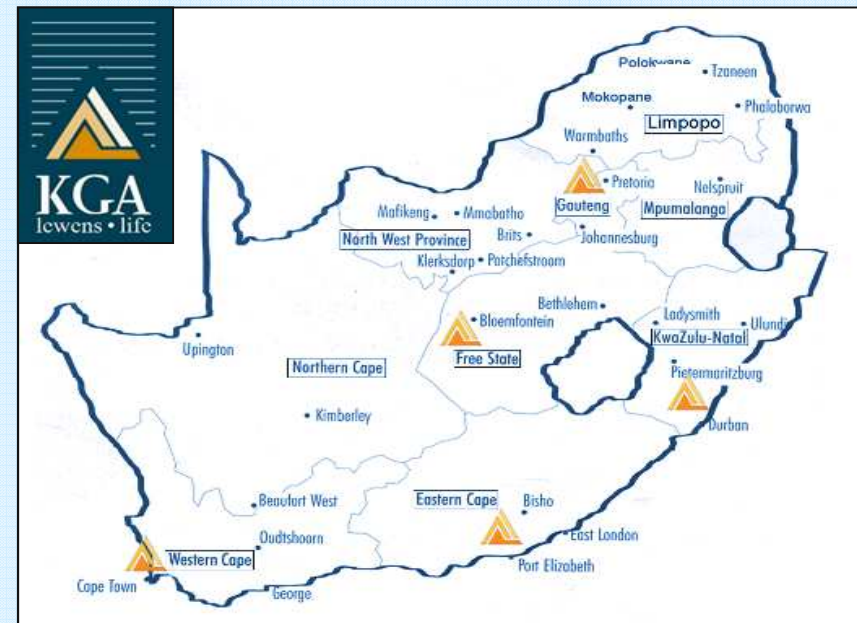 KGA
lewens • life
Polokwane
Tzaneen
Mokopane
Phalaborwa
Limpopo
Warmbaths
Pretoria
Nelspruit
Gauteng
Mpumalanga
Mafikeng
Mmabatho
North West Province
Brits
Johannesburg
Klerksdorp
Potchefstroom
Bethlehem
Ladysmith
Ulundi
Bloemfontein
KwaZulu-Natal
Upington
Free State
Northern Cape
Pietermaritzburg
Kimberley
Durban
Beaufort West
Eastern Cape
Bisho
Oudtshoorn
East London
Western Cape
Port Elizabeth
Cape Town
George